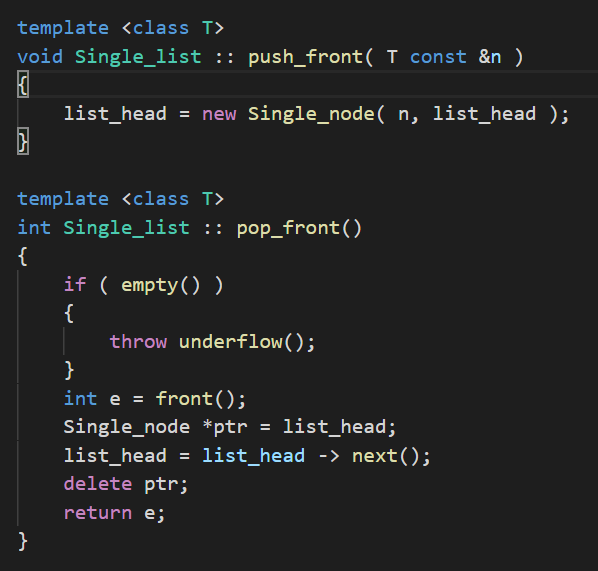 template <class T>
void Single_list :: push_front( T const &n )
{
    list_head = new Single_node( n, list_head );
}

template <class T>
int Single_list :: pop_front()
{
    if ( empty() )
    {
        throw underflow();
    }
    int e = front();
    Single_node *ptr = list_head;
    list_head = list_head -> next();
    delete ptr;
    return e;
}